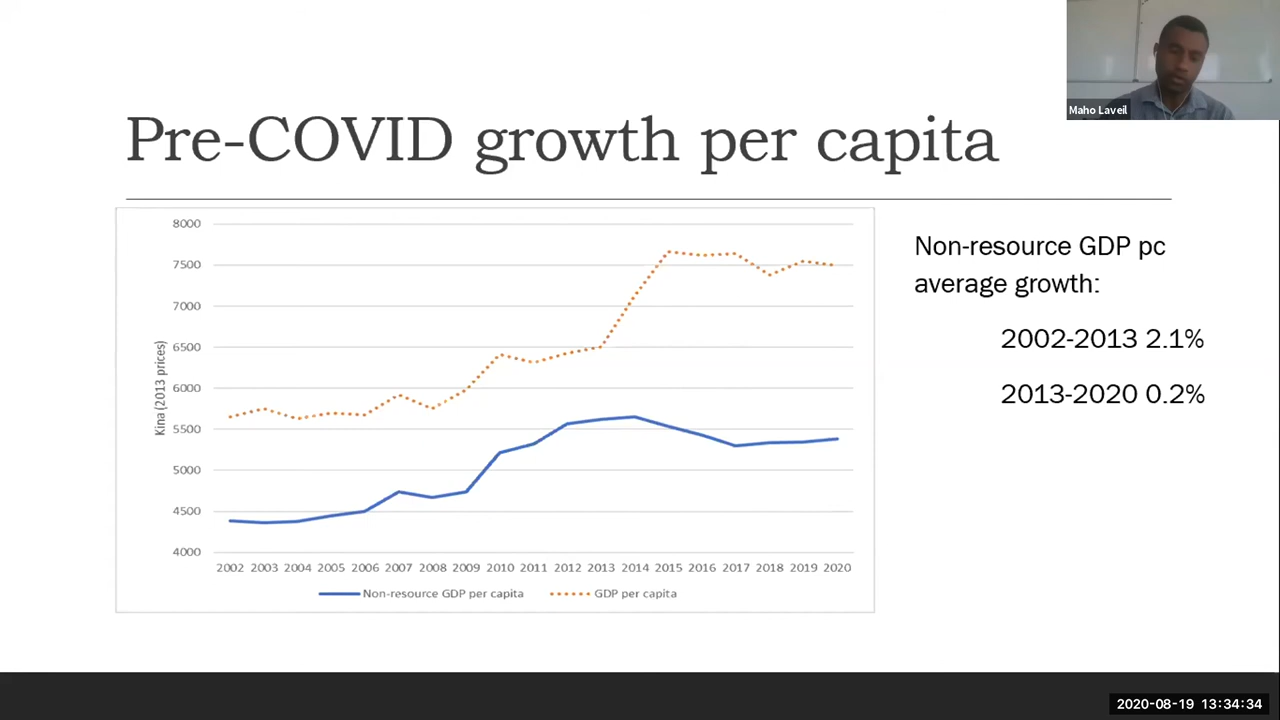 Maho Laveil
Pre-COVID growth per capita
8000
7500
7000
6500
6000
5500
5000
4500
4000
Kina (2013 prices)
2002 2003 2004 2005 2006 2007 2008 2009 2010 2011 2012 2013 2014 2015 2016 2017 2018 2019 2020
Non-resource GDP per capita GDP per capita
Non-resource GDP pc
average growth:
2002-2013 2.1%
2013-2020 0.2%
2020-08-19 13:34:34